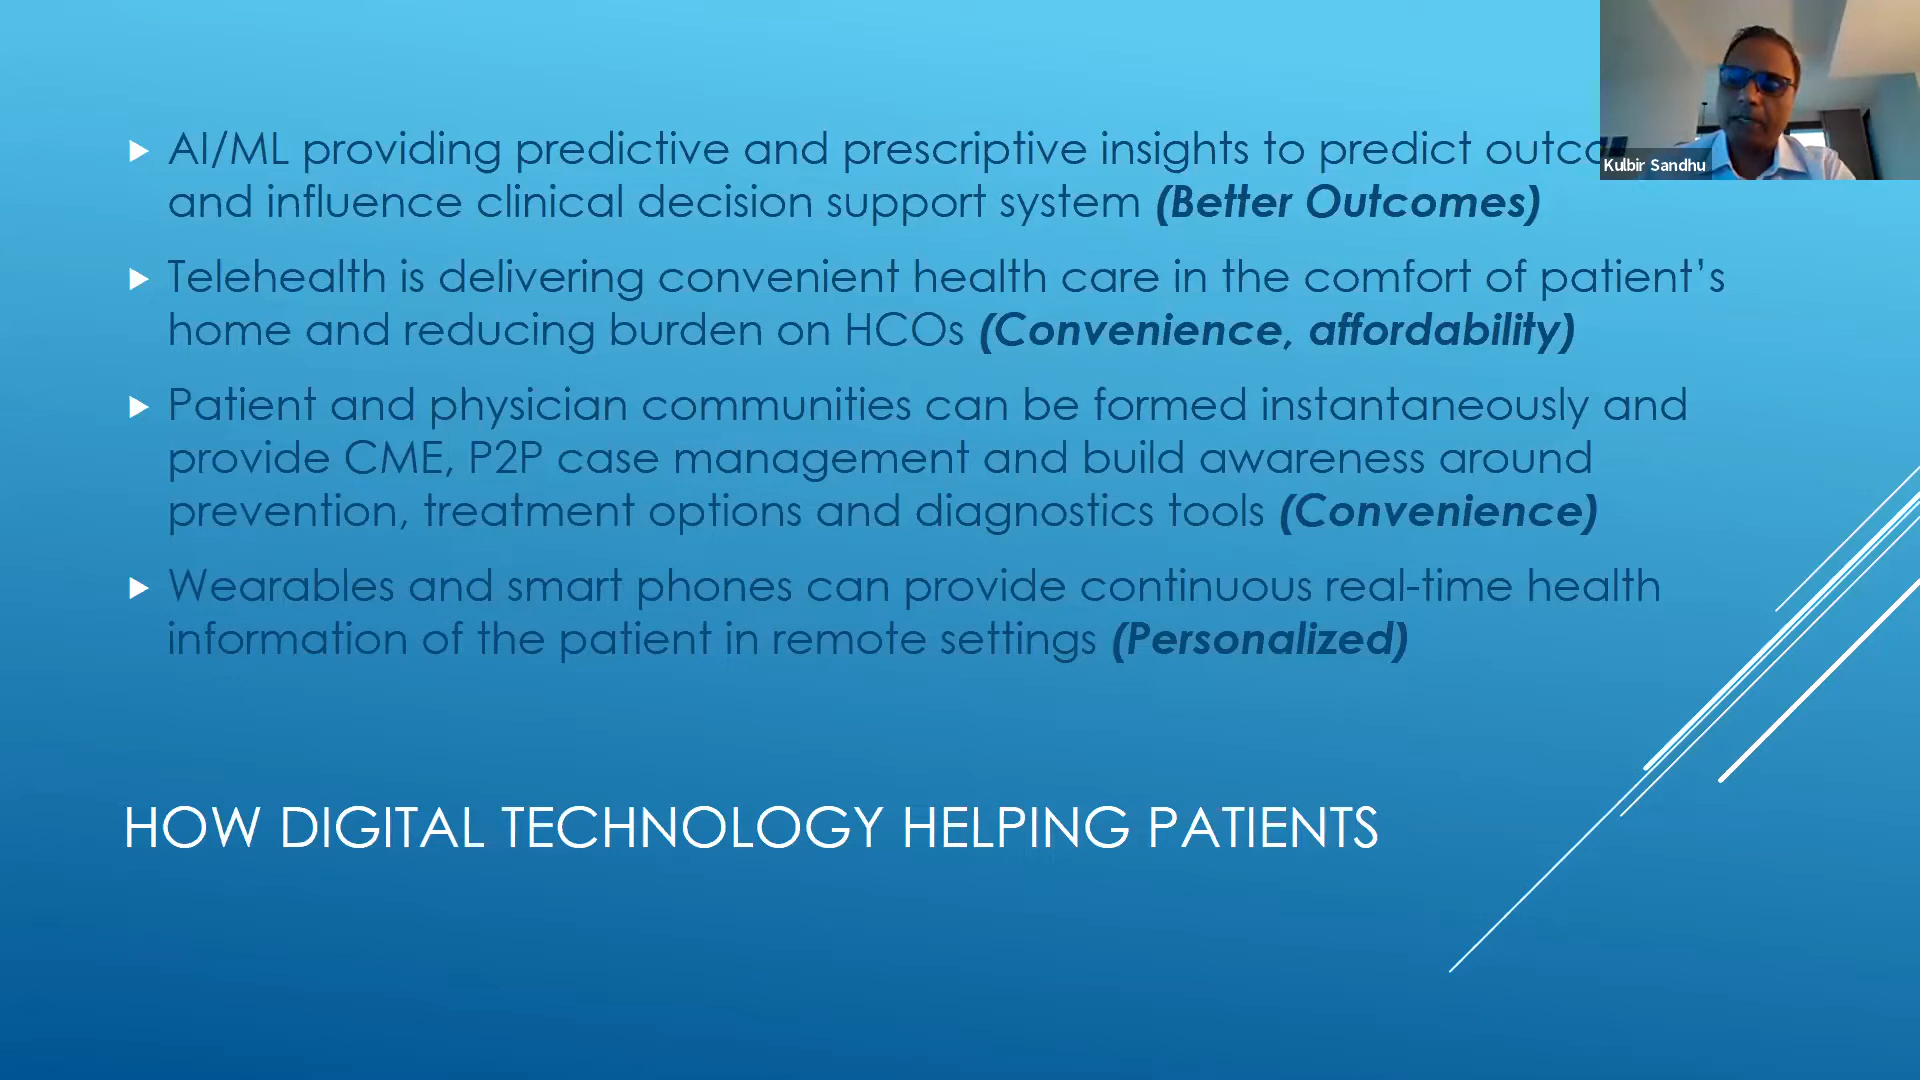 AI/ML providing predictive and prescriptive insights to predict
and influence clinical decision support system (Better Outcomes)
Telehealth is delivering convenient health care in the comfort of patient’s
home and reducing burden on HCOs (Convenience, affordability)
Patient and physician communities can be formed instantaneously and
provide CME, P2P case management and build awareness around
prevention, treatment options and diagnostics tools (Convenience)
Wearables and smart phones can provide continuous real-time health
information of the patient in remote settings (Personalized)
HOW DIGITAL TECHNOLOGY HELPING PATIENTS
Kulbir Sandhu